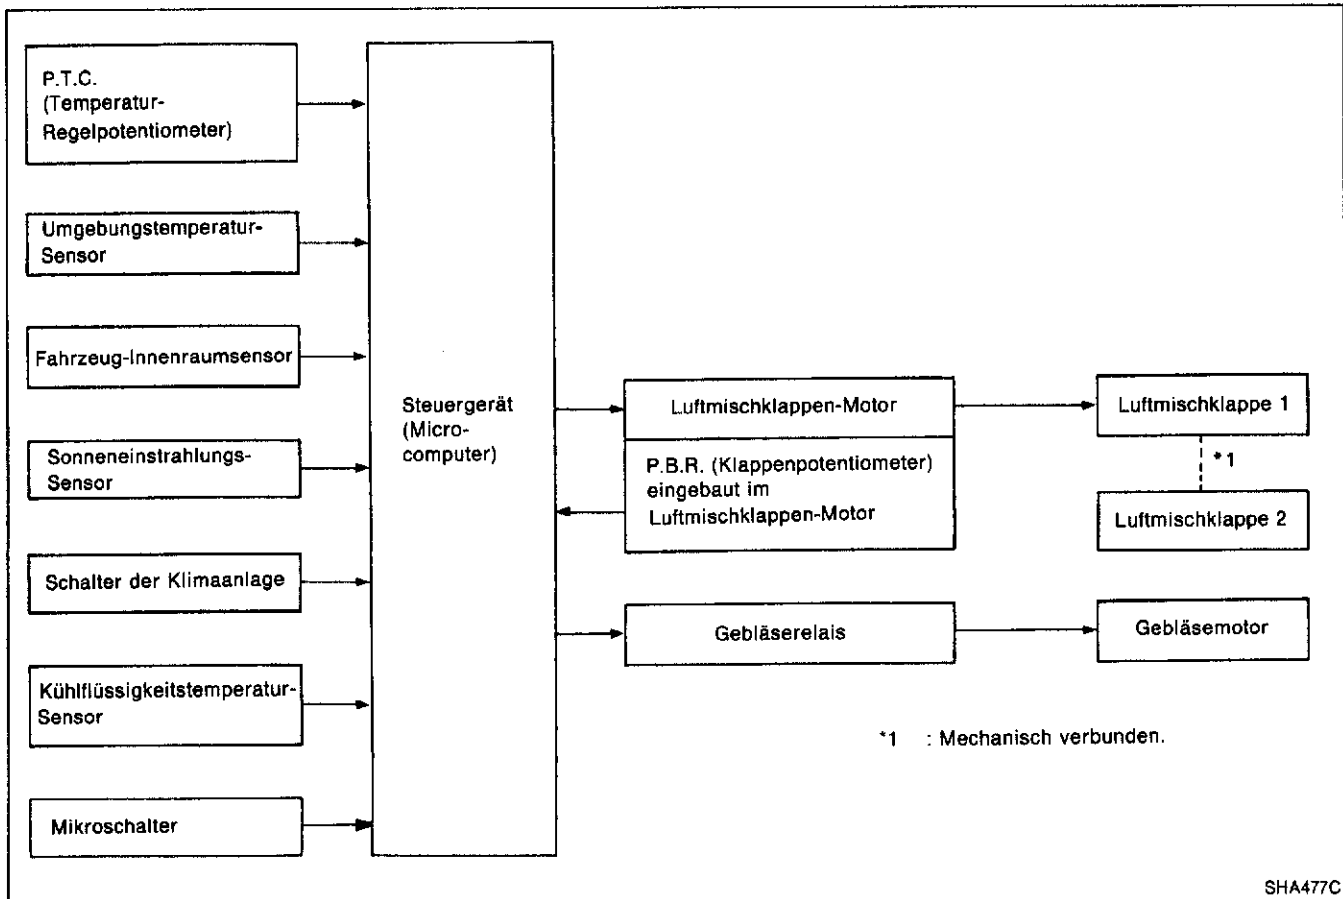 P.T.C.
(Temperatur-
Regelpotentiometer)
Umgebungstemperatur-
Sensor
Fahrzeug-Innenraumsensor
Sonneneinstrahlungs-
Sensor
Schalter der Klimaanlage
Kühlflüssigkeitstemperatur-
Sensor
Mikroschalter
Steuergerät
(Micro-
computer)
Luftmischklappen-Motor
P.B.R. (Klappenpotentiometer)
eingebaut im
Luftmischklappen-Motor
Gebläserelais
Luftmischklappe 1
*1
Luftmischklappe 2
Gebläsemotor
*1 : Mechanisch verbunden.
SHA477C